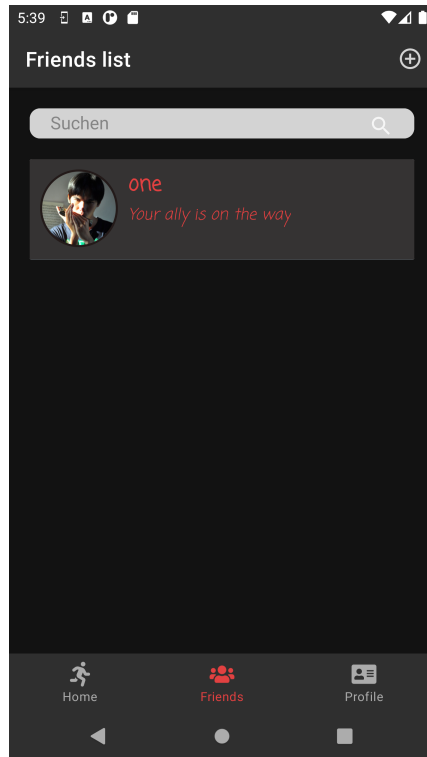 5:39
Friends list
Suchen
one
Your ally is on the way
Home
Friends
Profile